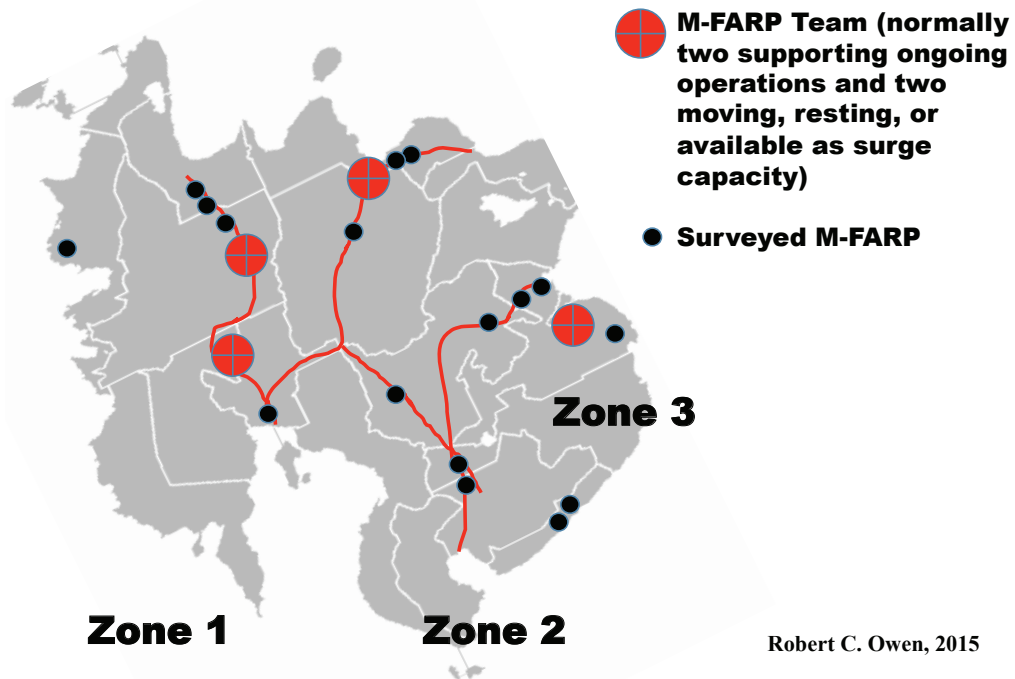 M-FARP Team (normally
two supporting ongoing
operations and two
moving, resting, or
available as surge
capacity)
Surveyed M-FARP
Zone 3
Zone 1
Zone 2
Robert C. Owen, 2015